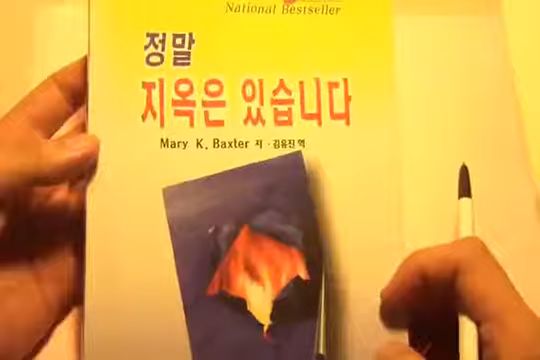 National Bestseller
정말
지옥은 있습니다
Mary K. Baxter 저 · 김유진 역